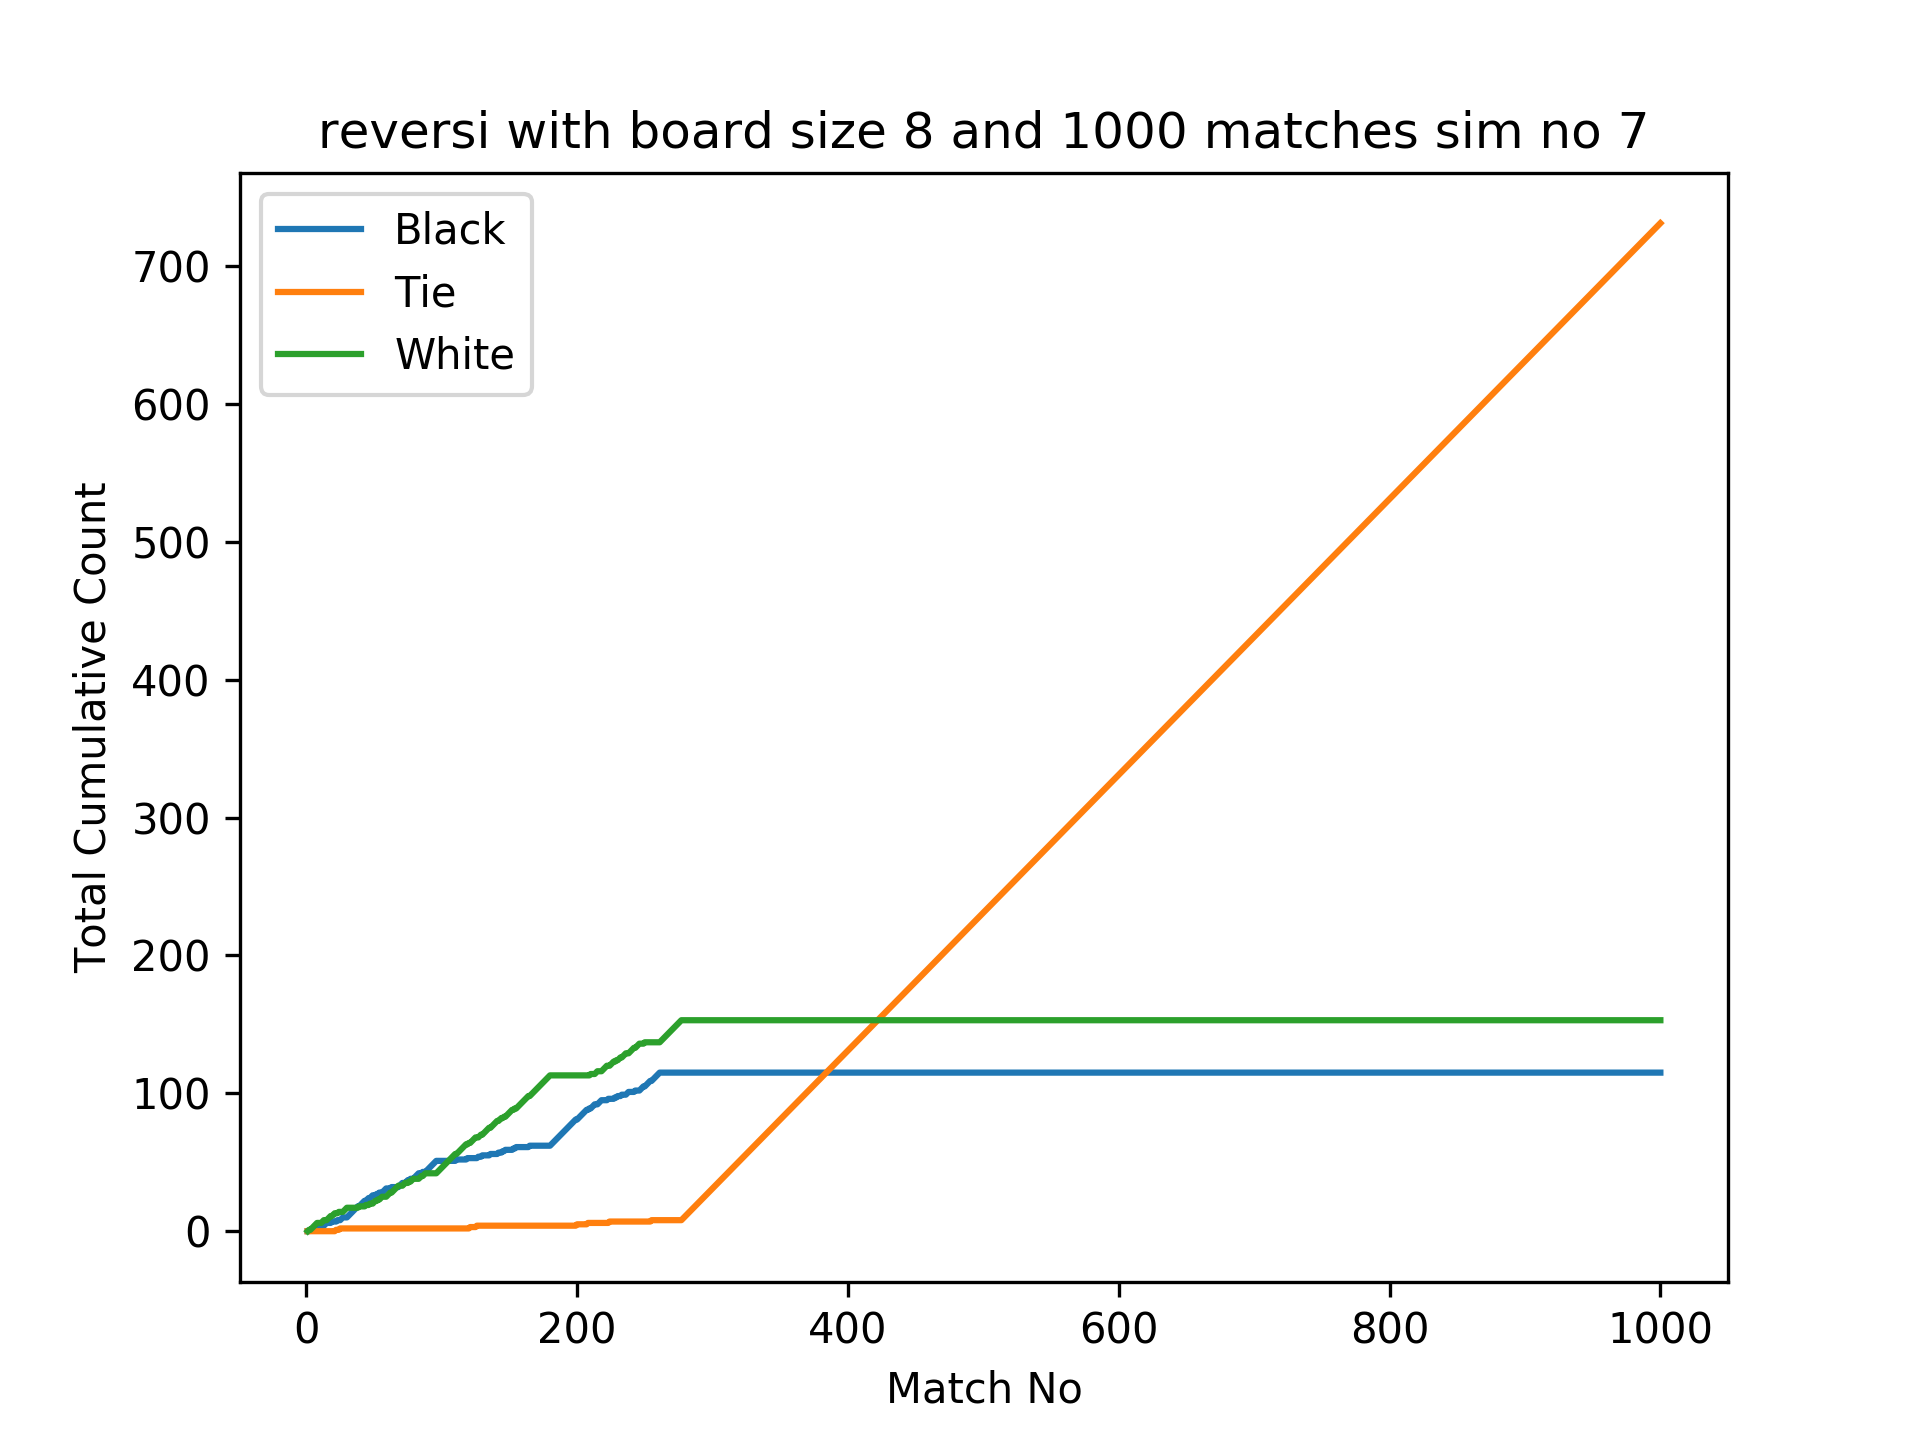 reversi with board size 8 and 1000 matches sim no 7
Black
Tie
White
Total Cumulative Count
700
600
500
400
300
200
100
0
0 200 400 600 800 1000
Match No